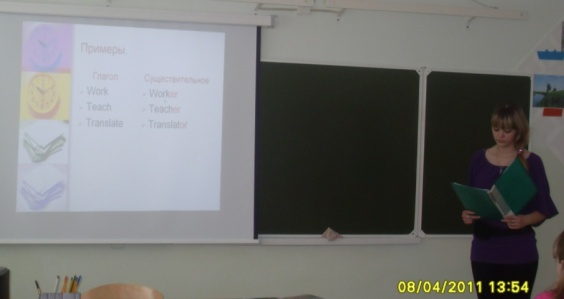 Примеры.
Глагол Существительное
Work Worker
Teach Teacher
Translate Translator
08/04/2011 13:54